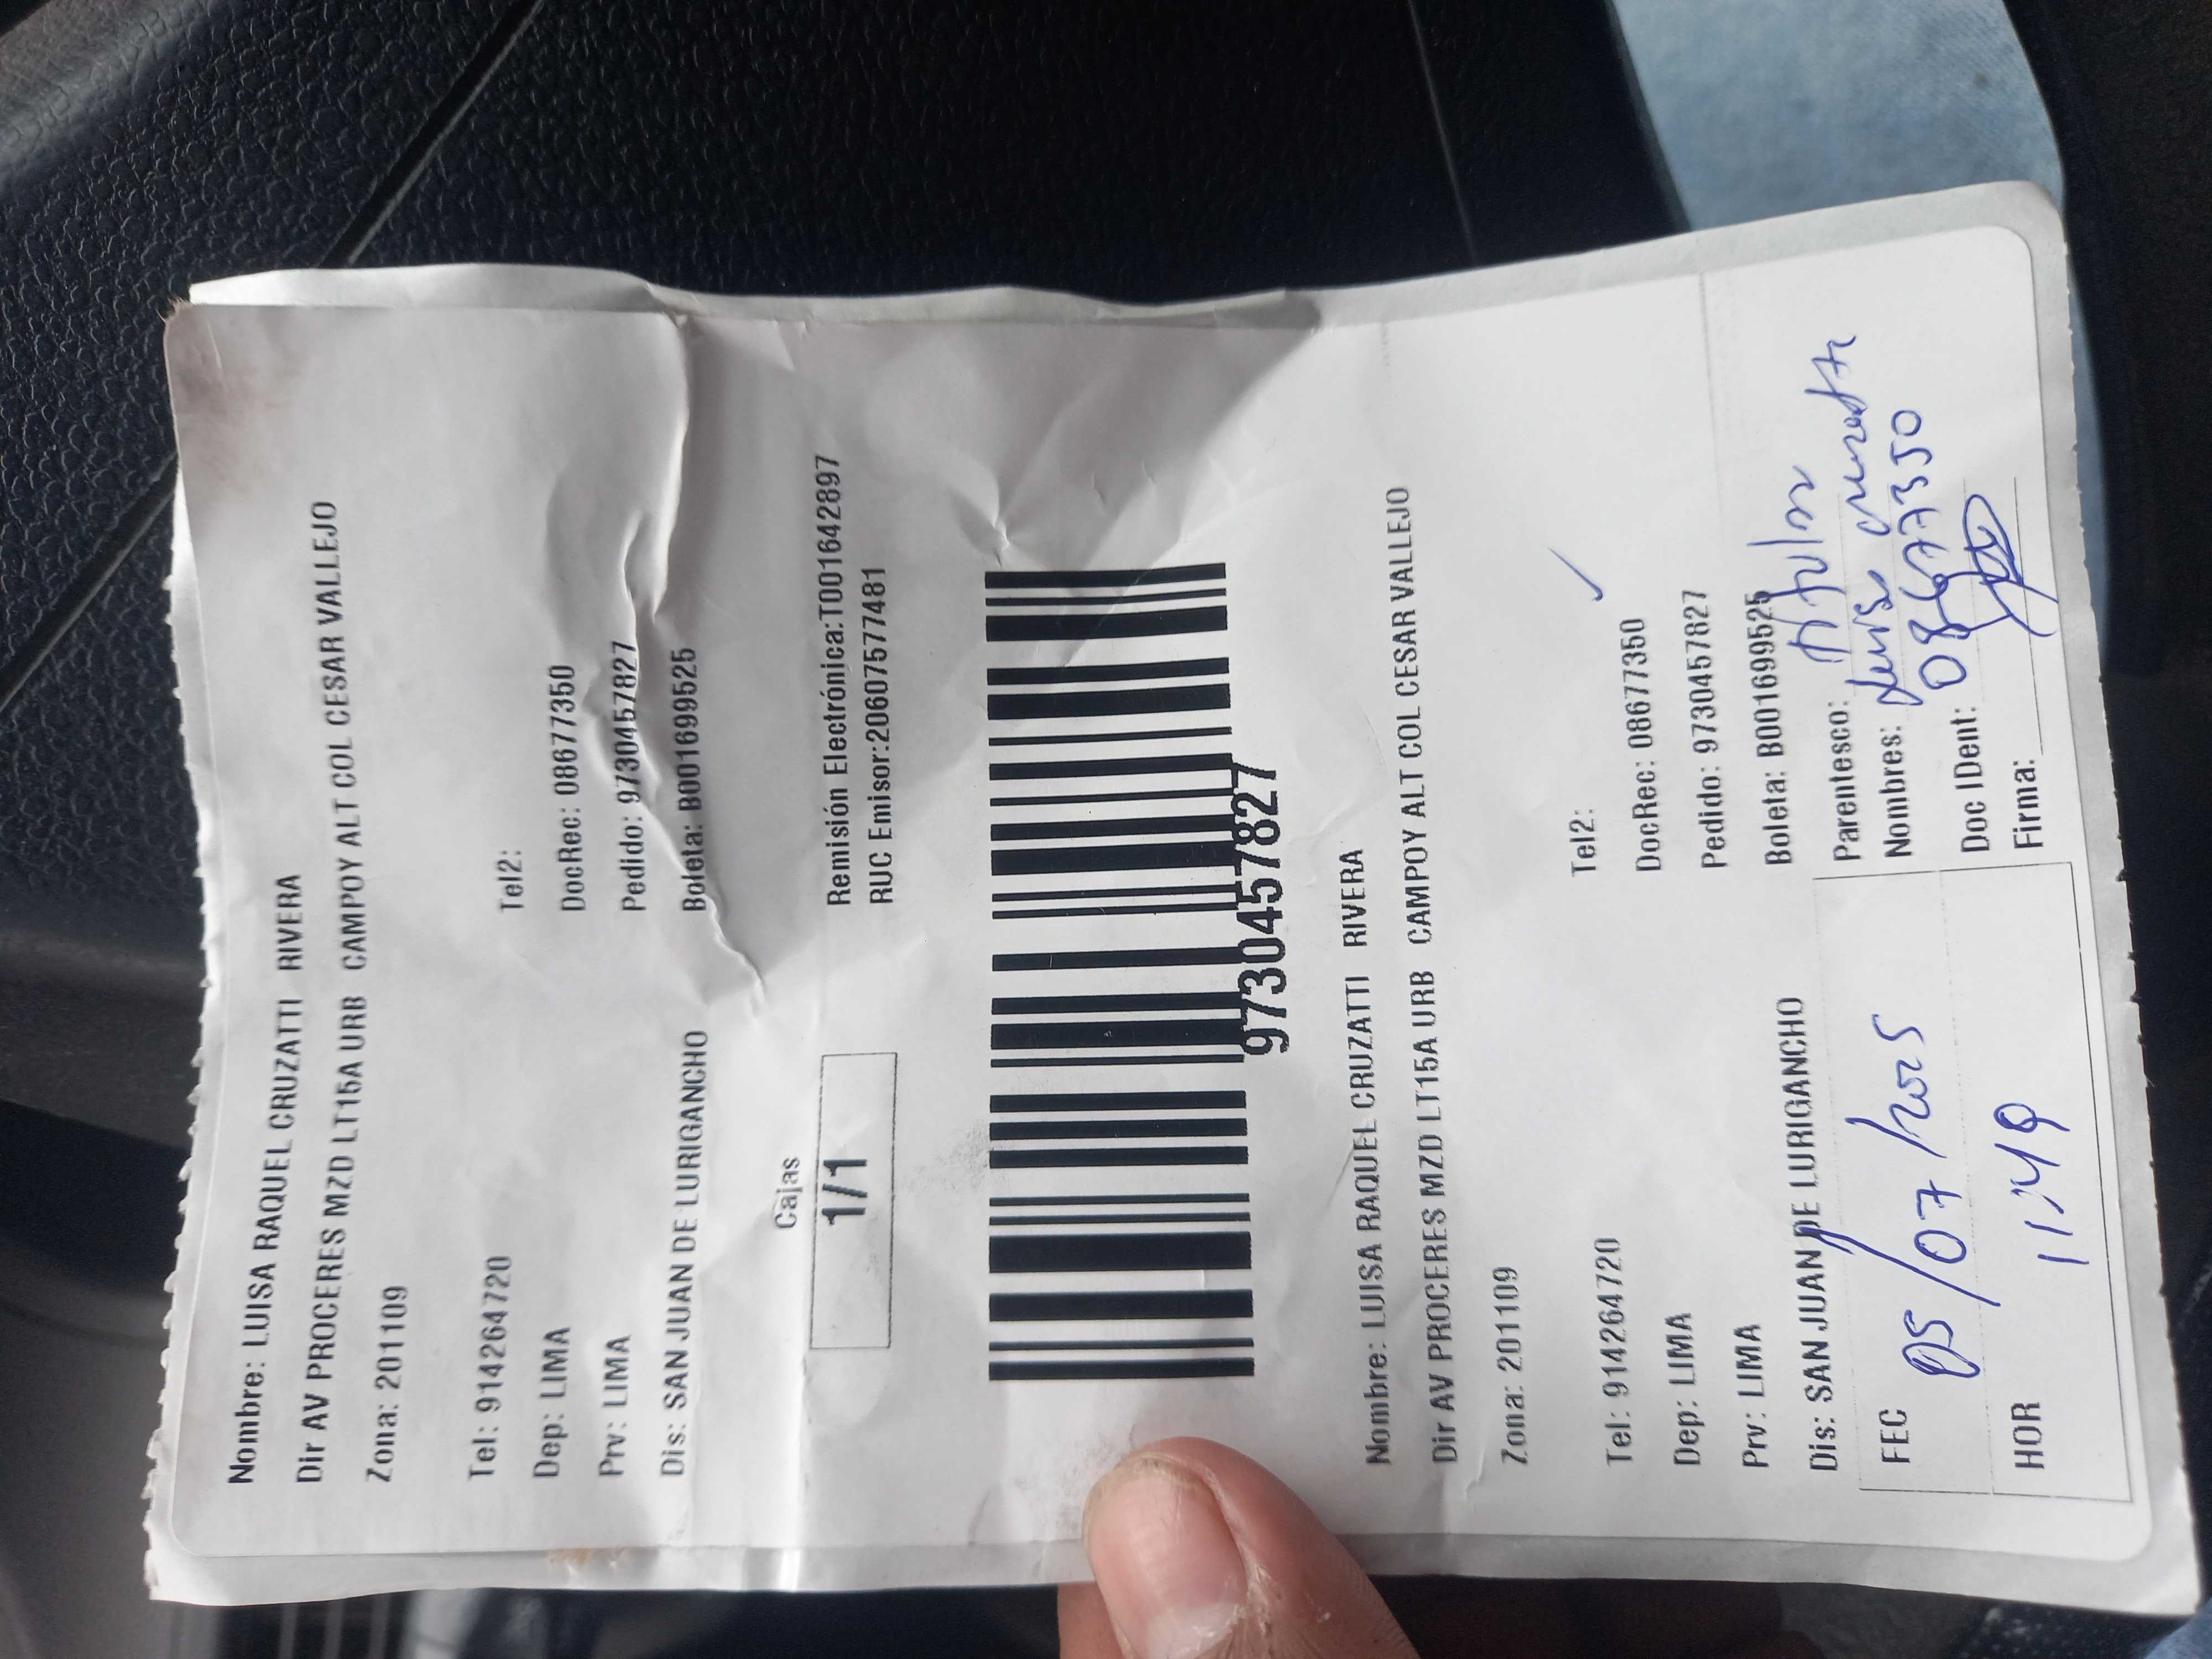 Nombre: LUISA RAQUEL CRUZATTI RIVERA
Dir AV PROCERES MZD LT15A URB CAMPOY ALT COL CESAR VALLEJO
Zona: 201109
Tel: 914264720 Tel2:
Dep: LIMA DocRec: 08677350
Prv: LIMA Pedido: 9730457827
Dis: SAN JUAN DE LURIGANCHO Boleta: B001699525
Cajas
1/1
Remisión Electrónica:T001642897
RUC Emisor:20607577481
9730457827
Nombre: LUISA RAQUEL CRUZATTI RIVERA
Dir AV PROCERES MZD LT15A URB CAMPOY ALT COL CESAR VALLEJO
Zona: 201109
Tel: 914264720 Tel2:
Dep: LIMA DocRec: 08677350
Prv: LIMA Pedido: 9730457827
Dis: SAN JUAN DE LURIGANCHO Boleta: B001699525
FEC 05/07/2025
HOR 11:49
Parentesco: titular
Nombres: Luisa
Doc IDent: 08677350
Firma: